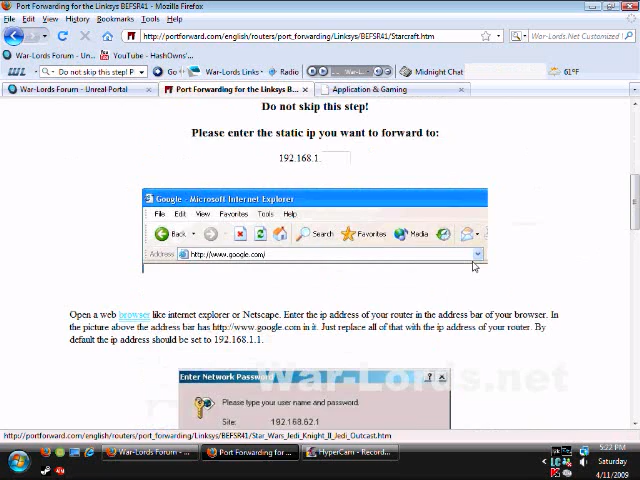 Port Forwarding for the Linksys BEFSR41 - Mozilla Firefox
File Edit View History Bookmarks Tools Help
http://portforward.com/english/routers/port_forwarding/Linksys/BEFSR41/Starcraft.htm
War-Lords.Net Customized
War-Lords Forum - Un... YouTube - HashOwns'...
Do not skip this step! P Go War-Lords Links Radio War-Lords Midnight Chat 61°F
War-Lords Forum - Unreal Portal Port Forwarding for the Linksys B... Application & Gaming
Do not skip this step!
Please enter the static ip you want to forward to:
192.168.1.
Google - Microsoft Internet Explorer
File Edit View Favorites Tools Help
Back Search Favorites Media
Address http://www.google.com/
Open a web browser like internet explorer or Netscape. Enter the ip address of your router in the address bar of your browser. In
the picture above the address bar has http://www.google.com in it. Just replace all of that with the ip address of your router. By
default the ip address should be set to 192.168.1.1.
War-Lords.net
Enter Network Password
Please type your user name and password.
Site: 192.168.62.1
http://portforward.com/english/routers/port_forwarding/Linksys/BEFSR41/Star_Wars_Jedi_Knight_II_Jedi_Outcast.htm
War-Lords Forum - ... Port Forwarding for ... HyperCam - Record...
5:22 PM
Saturday
4/11/2009